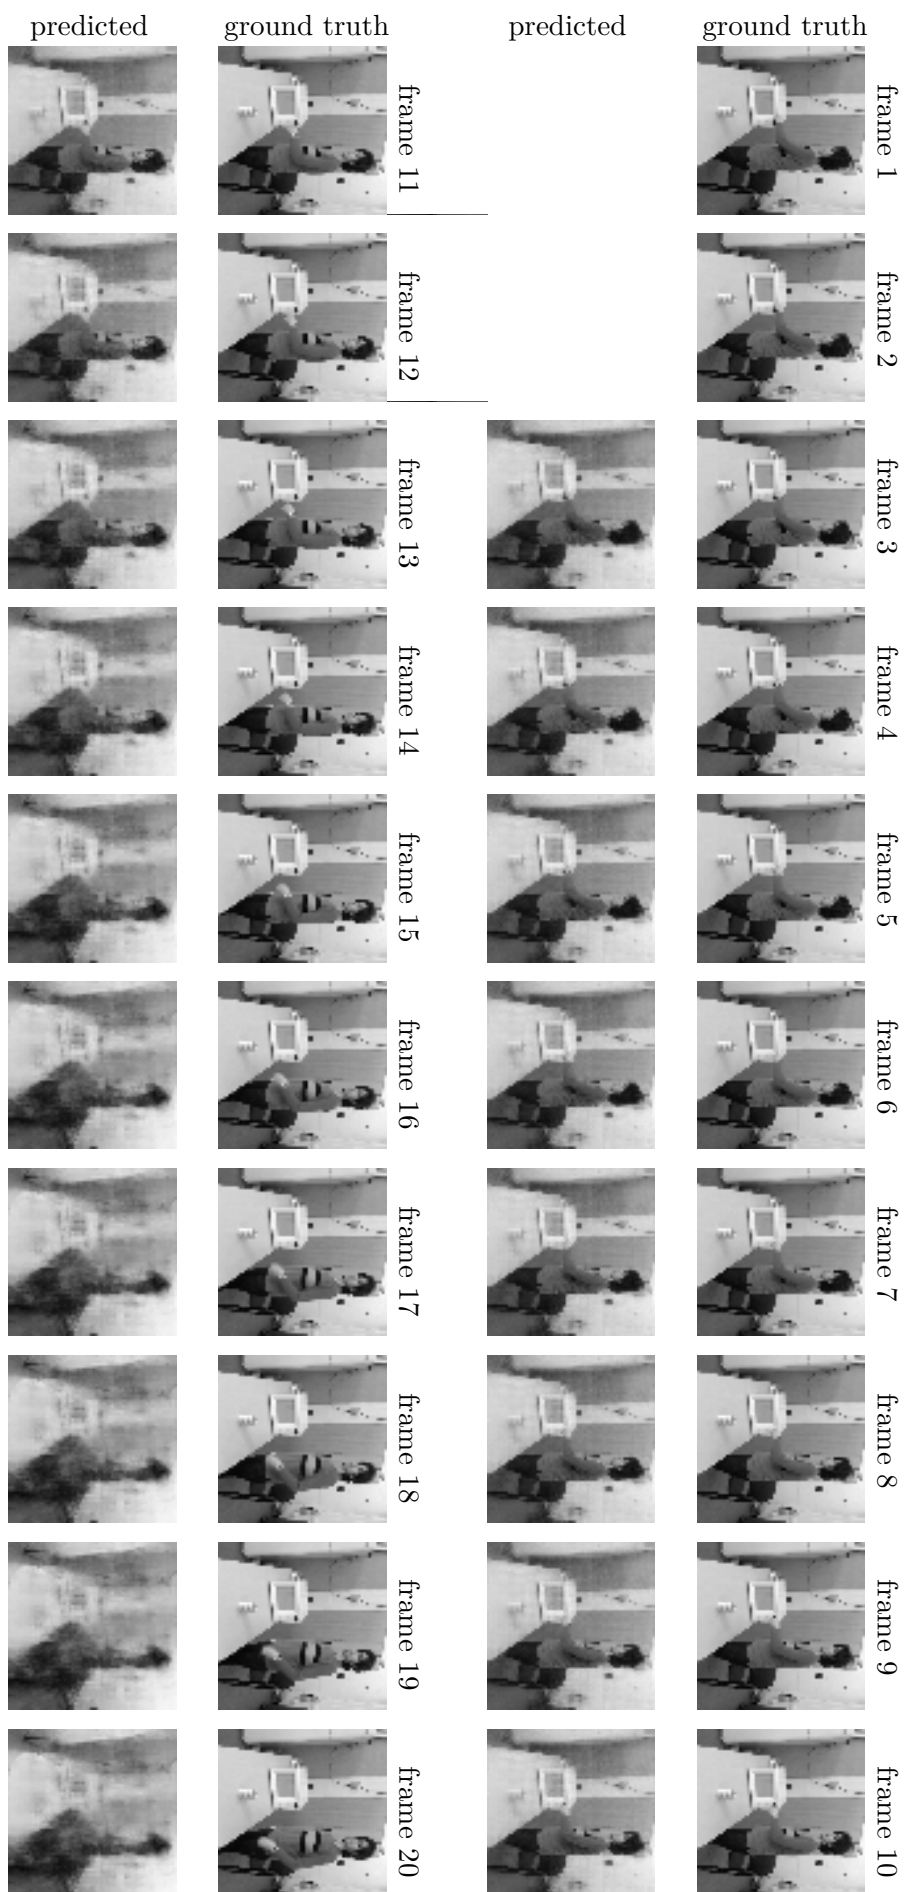 predicted ground truth predicted ground truth
frame 11 frame 1
frame 12 frame 2
frame 13 frame 3
frame 14 frame 4
frame 15 frame 5
frame 16 frame 6
frame 17 frame 7
frame 18 frame 8
frame 19 frame 9
frame 20 frame 10